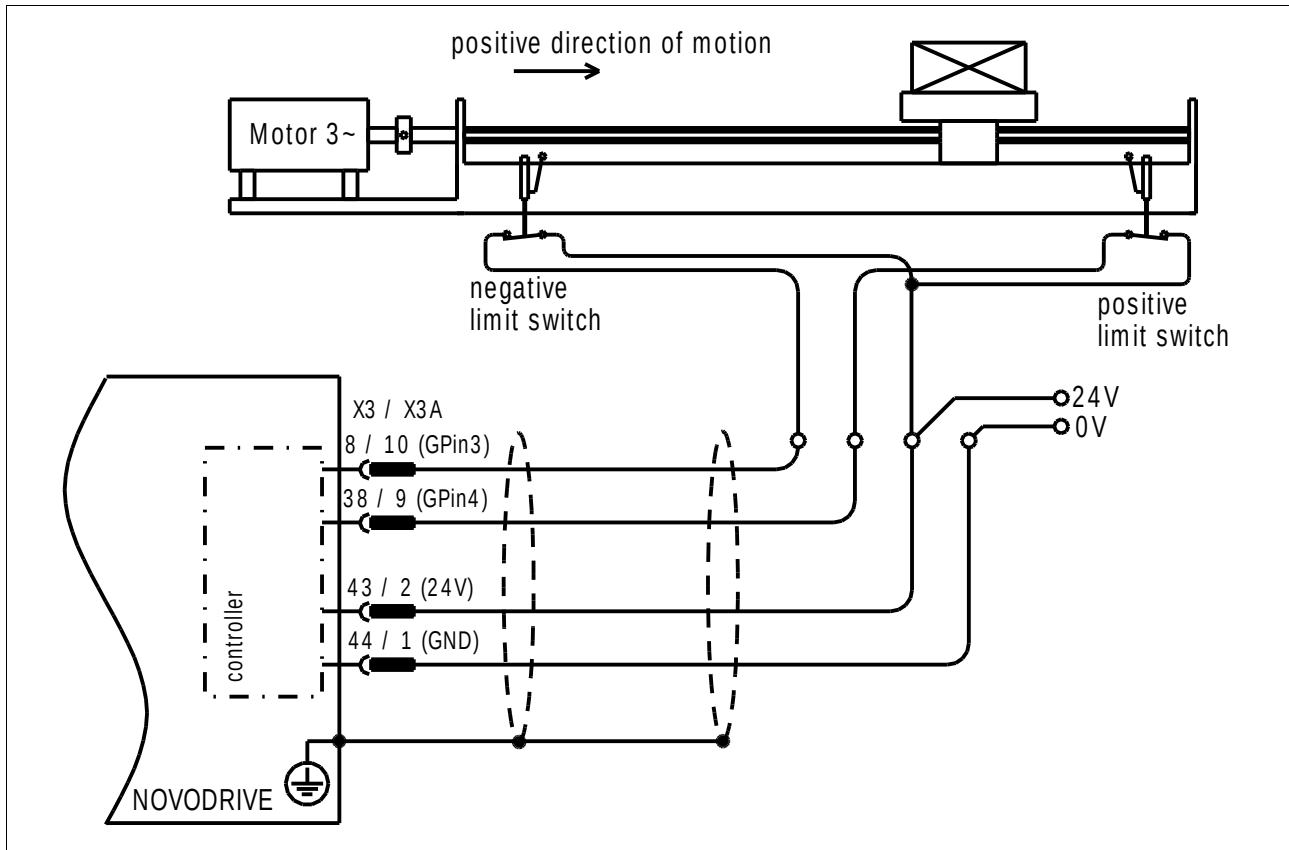 positive direction of motion
Motor 3~
negative
limit switch
positive
limit switch
24V
0V
X3 / X3A
8 / 10 (GPin3)
38 / 9 (GPin4)
43 / 2 (24V)
44 / 1 (GND)
controller
NOVODRIVE